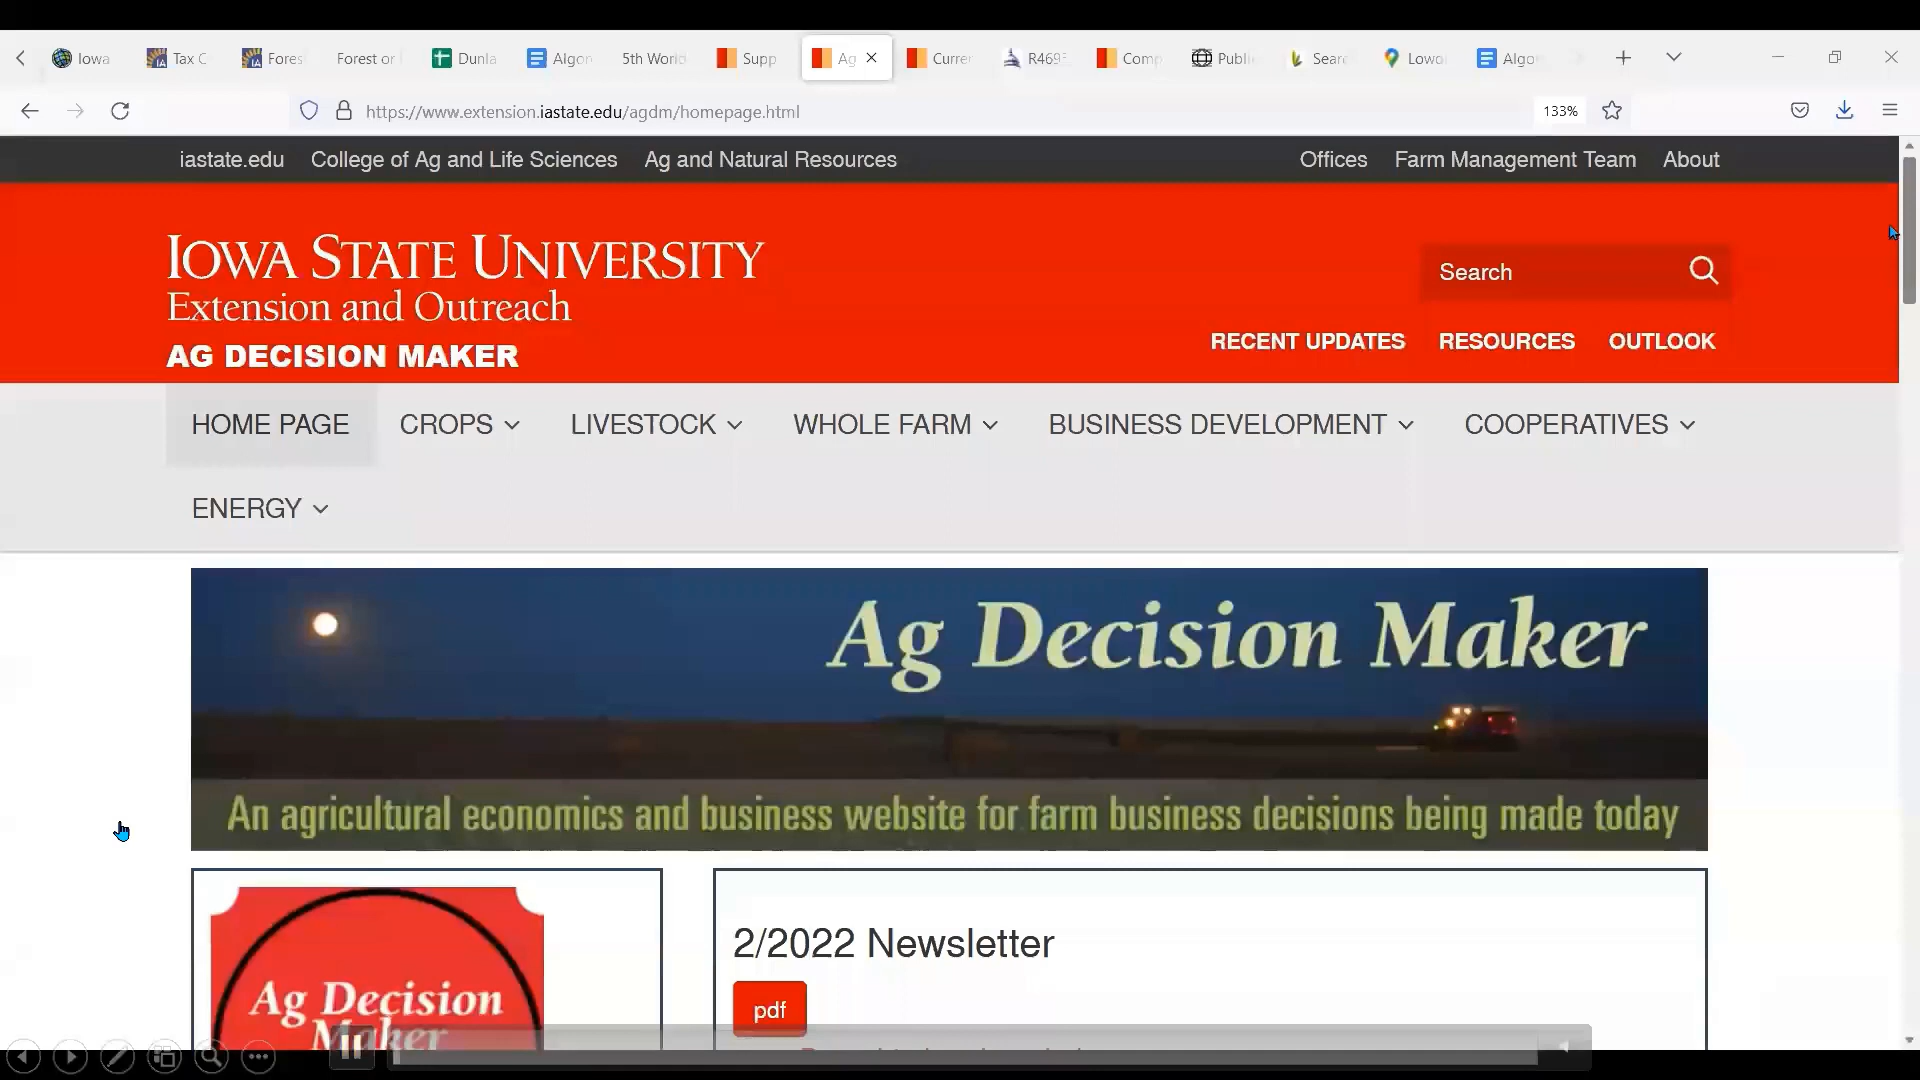 Iowa
Tax C
Fores
Forest or
Dunla
Algor
5th World
Supp
Ag
Curren
R469
Comp
Public
Sear
Lowo
Algo
https://www.extension.iastate.edu/agdm/homepage.html
133%
iastate.edu College of Ag and Life Sciences Ag and Natural Resources
Offices Farm Management Team About
IOWA STATE UNIVERSITY
Extension and Outreach
AG DECISION MAKER
Search
RECENT UPDATES RESOURCES OUTLOOK
HOME PAGE CROPS LIVESTOCK WHOLE FARM BUSINESS DEVELOPMENT COOPERATIVES
ENERGY
Ag Decision Maker
An agricultural economics and business website for farm business decisions being made today
Ag Decision
Maker
2/2022 Newsletter
pdf